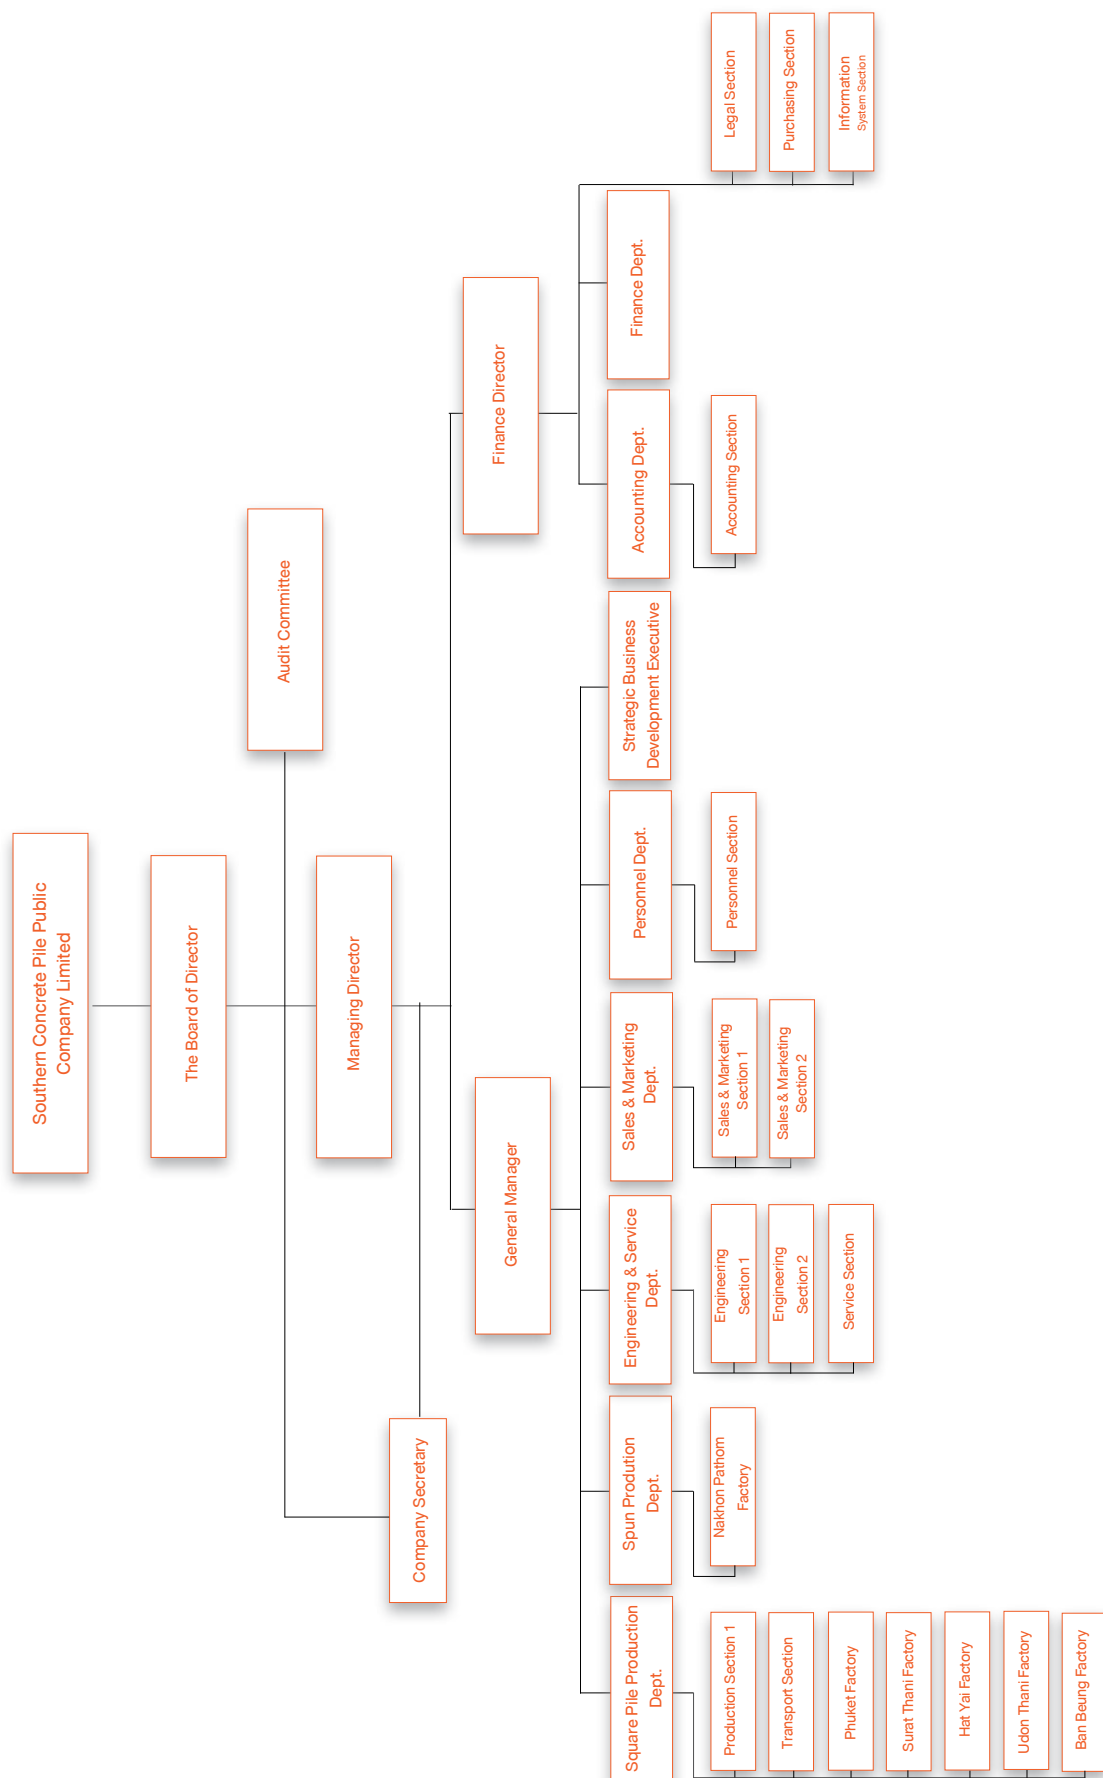 Southern Concrete Pile Public
Company Limited
The Board of Director
Audit Committee
Managing Director
Company Secretary
General Manager
Finance Director
Square Pile Production
Dept.
Spun Prodution
Dept.
Engineering & Service
Dept.
Sales & Marketing
Dept.
Personnel Dept.
Strategic Business
Development Executive
Accounting Dept.
Finance Dept.
Production Section 1
Transport Section
Phuket Factory
Surat Thani Factory
Hat Yai Factory
Udon Thani Factory
Ban Beung Factory
Nakhon Pathom
Factory
Engineering
Section 1
Engineering
Section 2
Service Section
Sales & Marketing
Section 1
Sales & Marketing
Section 2
Personnel Section
Accounting Section
Legal Section
Purchasing Section
Information
System Section